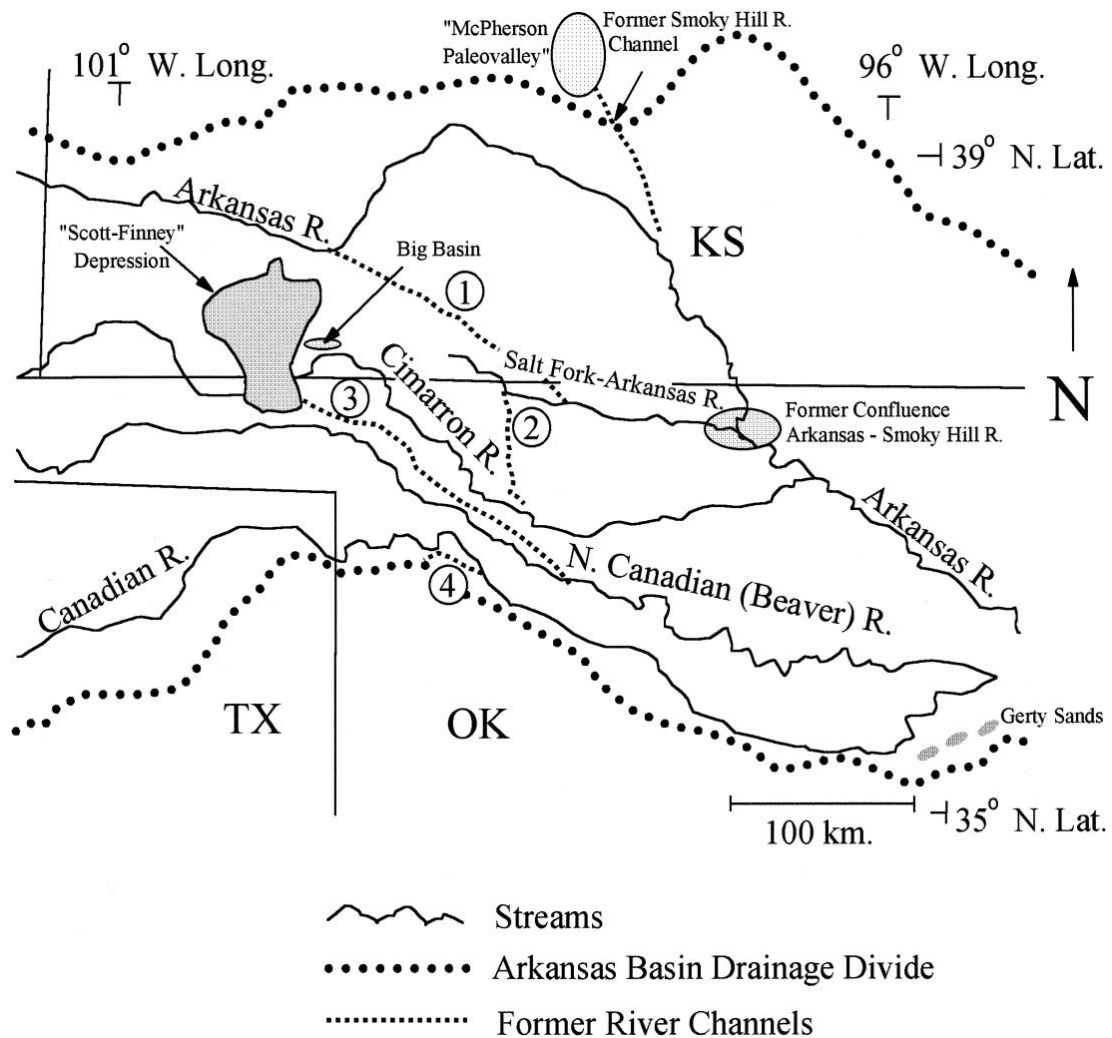 "McPherson
Paleovalley"
Former Smoky Hill R.
Channel
101° W. Long.
96° W. Long.
39° N. Lat.
Arkansas R.
"Scott-Finney"
Depression
Big Basin
KS
1
N
Salt Fork-Arkansas R.
Cimarron R.
3
2
Former Confluence
Arkansas - Smoky Hill R.
Arkansas R.
Canadian R.
N. Canadian (Beaver) R.
4
TX
OK
Gerty Sands
100 km.
35° N. Lat.
Streams
Arkansas Basin Drainage Divide
Former River Channels